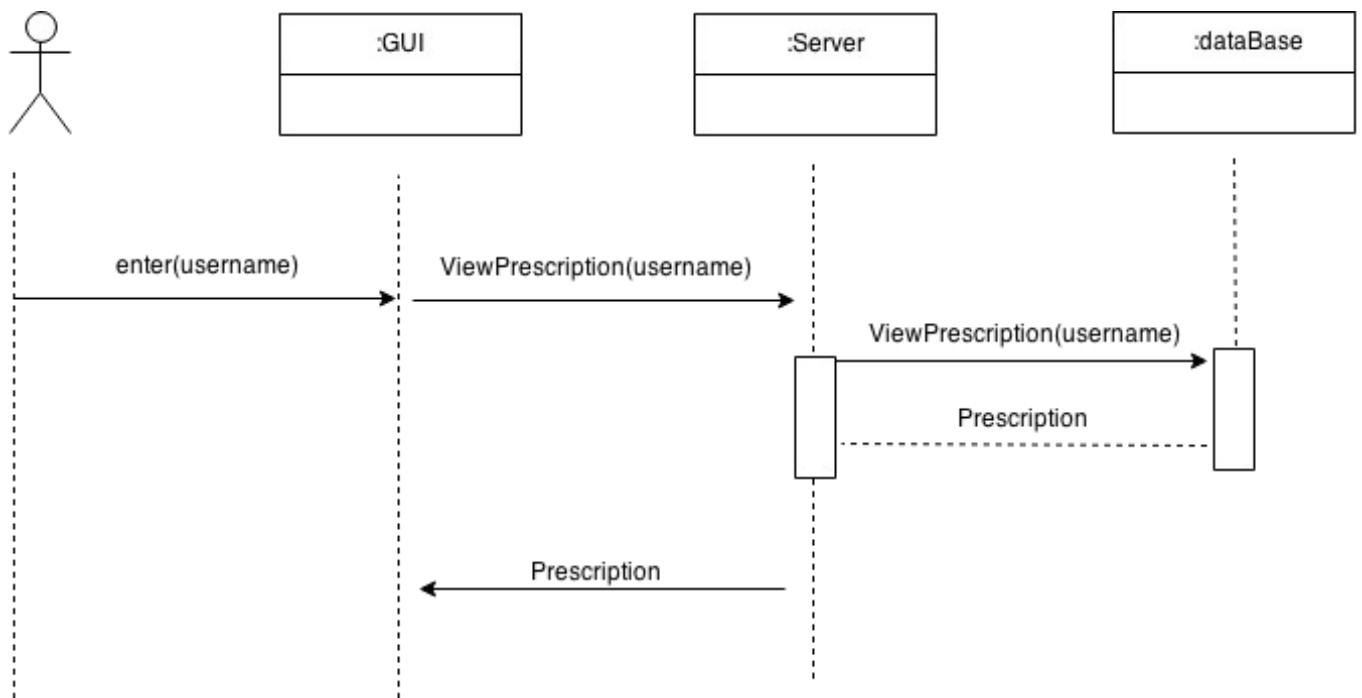 :GUI
:Server
:dataBase
enter(username)
ViewPrescription(username)
ViewPrescription(username)
Prescription
Prescription